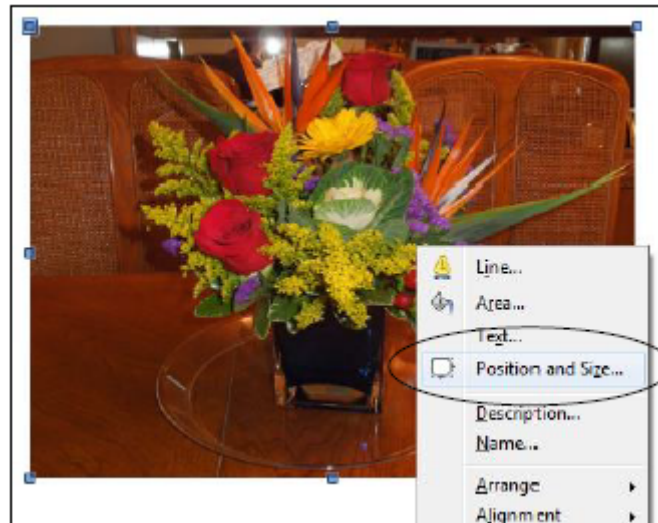 Line...
Area...
Text...
Position and Size...
Description...
Name...
Arrange
Alignment